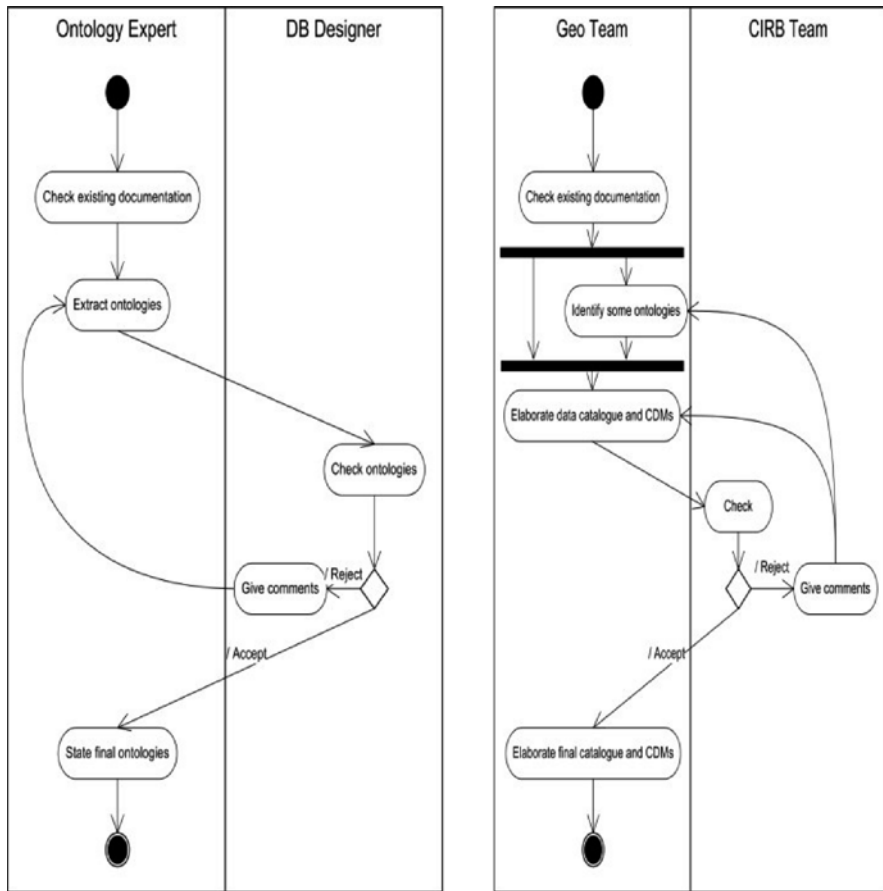 Ontology Expert
DB Designer
Check existing documentation
Extract ontologies
Check ontologies
/ Reject
Give comments
/ Accept
State final ontologies
Geo Team
CIRB Team
Check existing documentation
Identify some ontologies
Elaborate data catalogue and CDMs
Check
/ Reject
Give comments
/ Accept
Elaborate final catalogue and CDMs